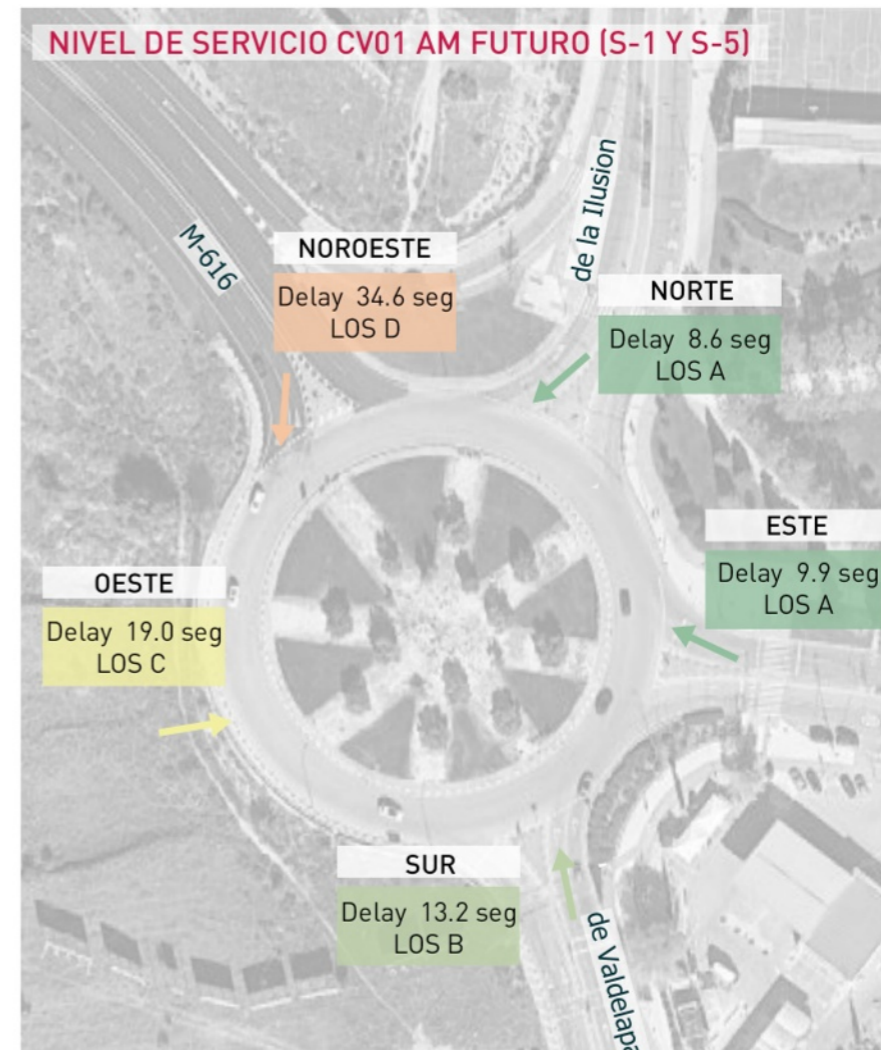 NIVEL DE SERVICIO CV01 AM FUTURO (S-1 Y S-5)
de la Ilusion
M-616
NOROESTE
Delay 34.6 seg
LOS D
NORTE
Delay 8.6 seg
LOS A
ESTE
Delay 9.9 seg
LOS A
OESTE
Delay 19.0 seg
LOS C
SUR
Delay 13.2 seg
LOS B
de Valdelapa